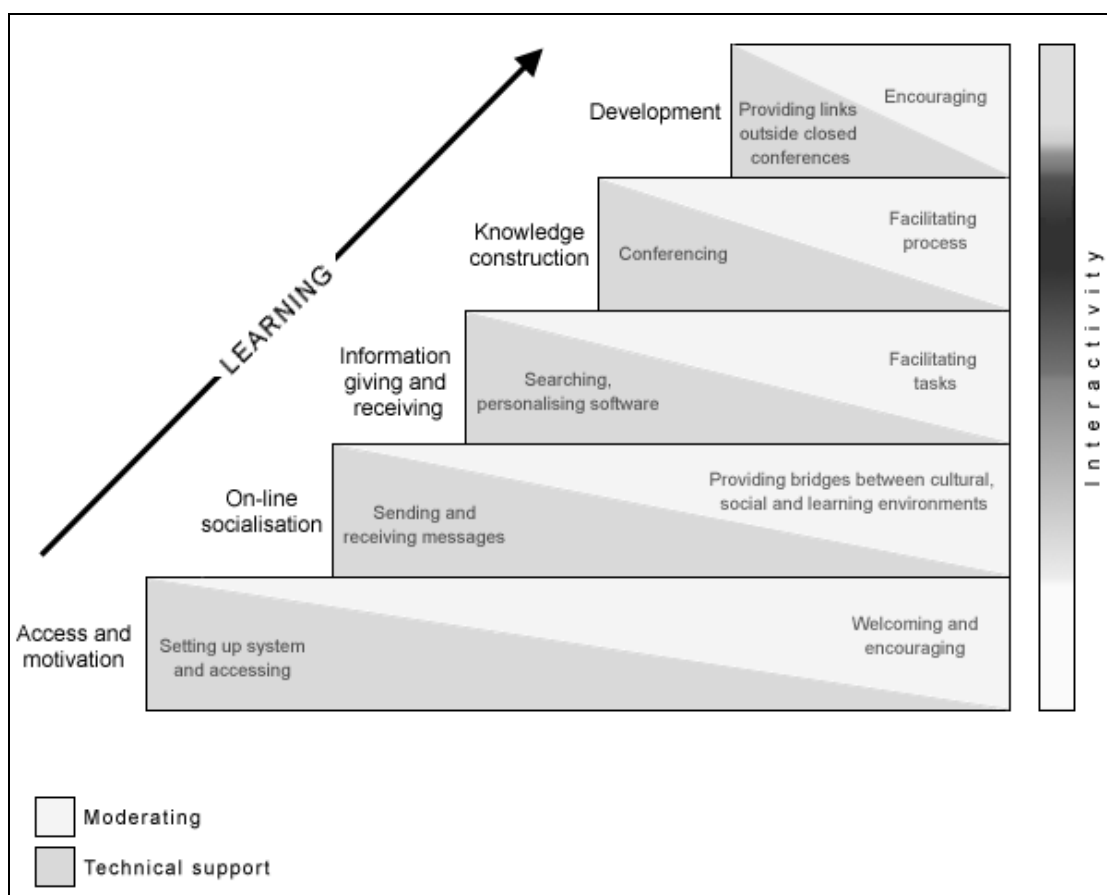 Development
Providing links
outside closed
conferences
Encouraging
Knowledge
construction
Conferencing
Facilitating
process
LEARNING
Information
giving and
receiving
Searching,
personalising software
Facilitating
tasks
On-line
socialisation
Sending and
receiving messages
Providing bridges between cultural,
social and learning environments
Access and
motivation
Setting up system
and accessing
Welcoming and
encouraging
Interactivity
Moderating
Technical support